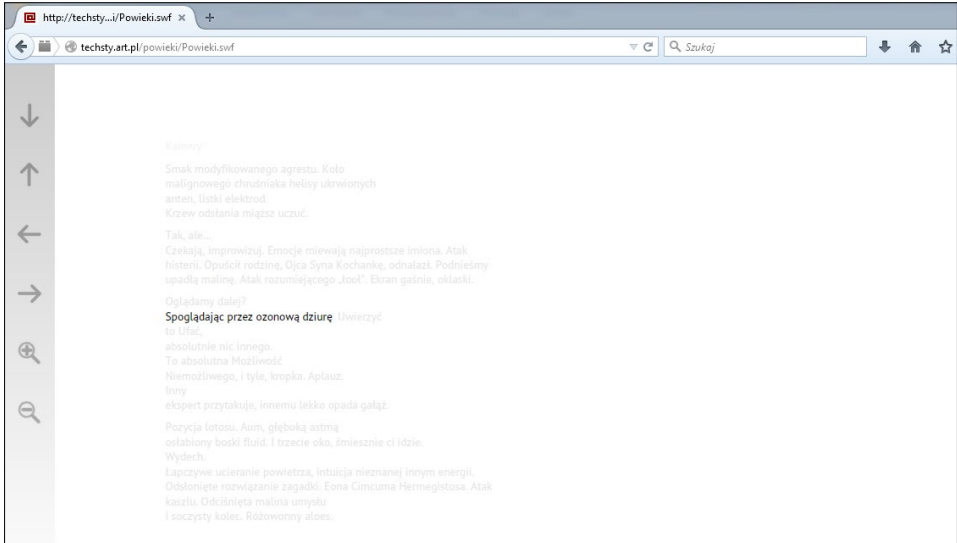 http://techsty...i/Powieki.swf
techsty.art.pl/powieki/Powieki.swf
Szukaj
Smak modyfikowanego agrestu. Koło
malignowego chruśniaka helisy ukrwionych
anten, listki elektrod.
Krzew odsłania miąższ uczuć.
Tak, ale...
Czekają, improwizuj. Emocje miewają najprostsze imiona. Atak
histerii. Opuścił rodzinę, Ojca Syna Kochankę, odnalazł. Podnieśmy
upadłą malinę. Atak rozumiejącego „łooł". Ekran gaśnie, oklaski.
Oglądamy dalej?
Spoglądając przez ozonową dziurę. Uwierzyć
to Ufać,
absolutnie nic innego.
To absolutna Możliwość
Niemożliwego, i tyle, kropka. Aplauz.
Inny
ekspert przytakuje, innemu lekko opada gałąź.
Pozycja lotosu. Aum, głęboką astmą
osłabiony boski fluid. I trzecie oko, śmiesznie ci idzie.
Wydech.
Łapczywe ucieranie powietrza, intuicja nieznanej innym energii.
Odsłonięte rozwiązanie zagadki. Eona Cimcuma Hermegistosa. Atak
kaszlu. Odciśnięta malina umysłu
i soczysty kolec. Różowonny aloes.